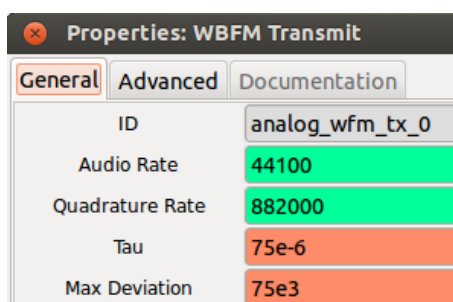 Properties: WBFM Transmit
General Advanced Documentation
ID analog_wfm_tx_0
Audio Rate 44100
Quadrature Rate 882000
Tau 75e-6
Max Deviation 75e3